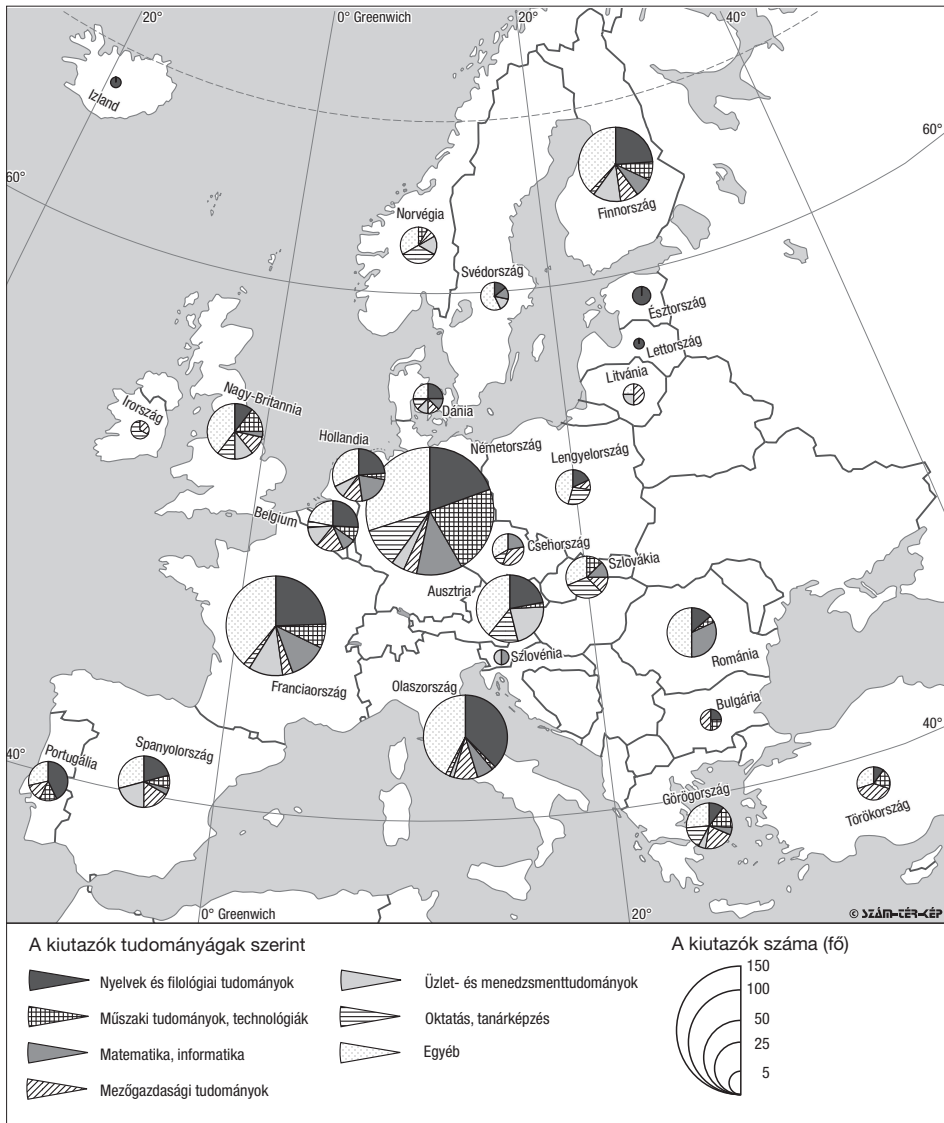 20°
0° Greenwich
20°
40°
Izland
60°
60°
Finnország
Norvégia
Svédország
Észtország
Lettország
Litvánia
Írország
Nagy-Britannia
Dánia
Hollandia
Németország
Lengyelország
Belgium
Csehország
Szlovákia
Ausztria
Szlovénia
Románia
Franciaország
Olaszország
Bulgária
40°
Portugália
Spanyolország
40°
Görögország
Törökország
0° Greenwich
20°
© SZÁM-TÉR-KÉP
A kiutazók tudományágak szerint
Nyelvek és filológiai tudományok
Műszaki tudományok, technológiák
Matematika, informatika
Mezőgazdasági tudományok
Üzlet- és menedzsmenttudományok
Oktatás, tanárképzés
Egyéb
A kiutazók száma (fő)
150
100
50
25
5